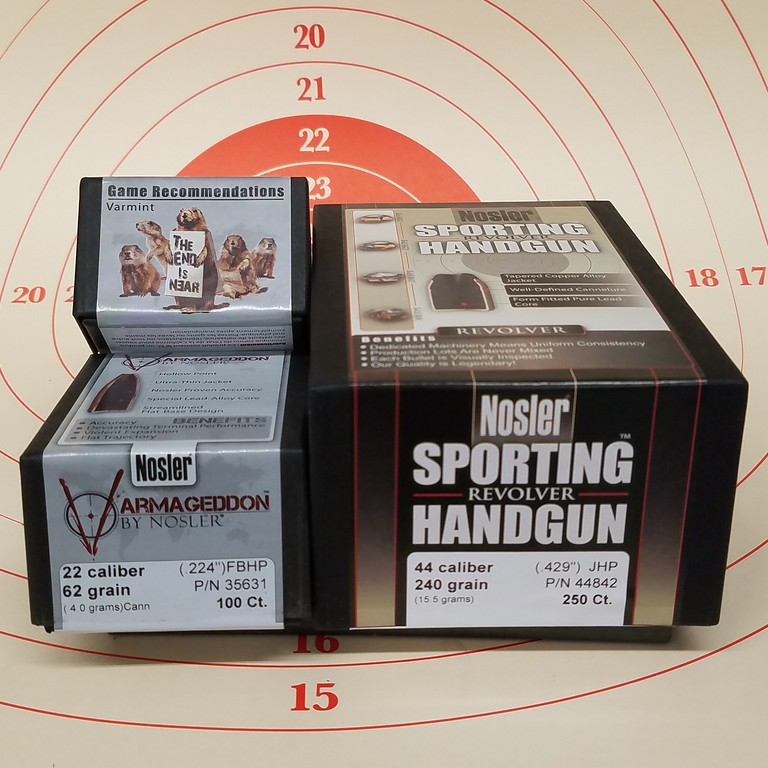 20
21
22
23
20
18
17
16
15
Game Recommendations
Varmint
THE
END
IS
NEAR
VARMAGEDDON
Hollow Point
Ultra Thin Jacket
Nosler Proven Accuracy
Special Lead Alloy Core
Streamlined
Flat-Base Design
BENEFITS
• Accuracy
• Devastating Terminal Performance
• Violent Expansion
• Flat Trajectory
Nosler®
VARMAGEDDON™
BY NOSLER®
22 caliber (.224")FBHP
62 grain P/N 35631
(4.0 grams)Cann 100 Ct.
Nosler
SPORTING
REVOLVER
HANDGUN
Tapered Copper Alloy
Jacket
Well-Defined Cannelure
Form Fitted Pure Lead
Core
REVOLVER
Benefits
• Dedicated Machinery Means Uniform Consistency
• Production Lots Are Never Mixed
• Each Bullet is Visually Inspected
• Our Quality is Legendary!
Nosler®
SPORTING™
REVOLVER
HANDGUN
44 caliber (.429") JHP
240 grain P/N 44842
(15.5 grams) 250 Ct.